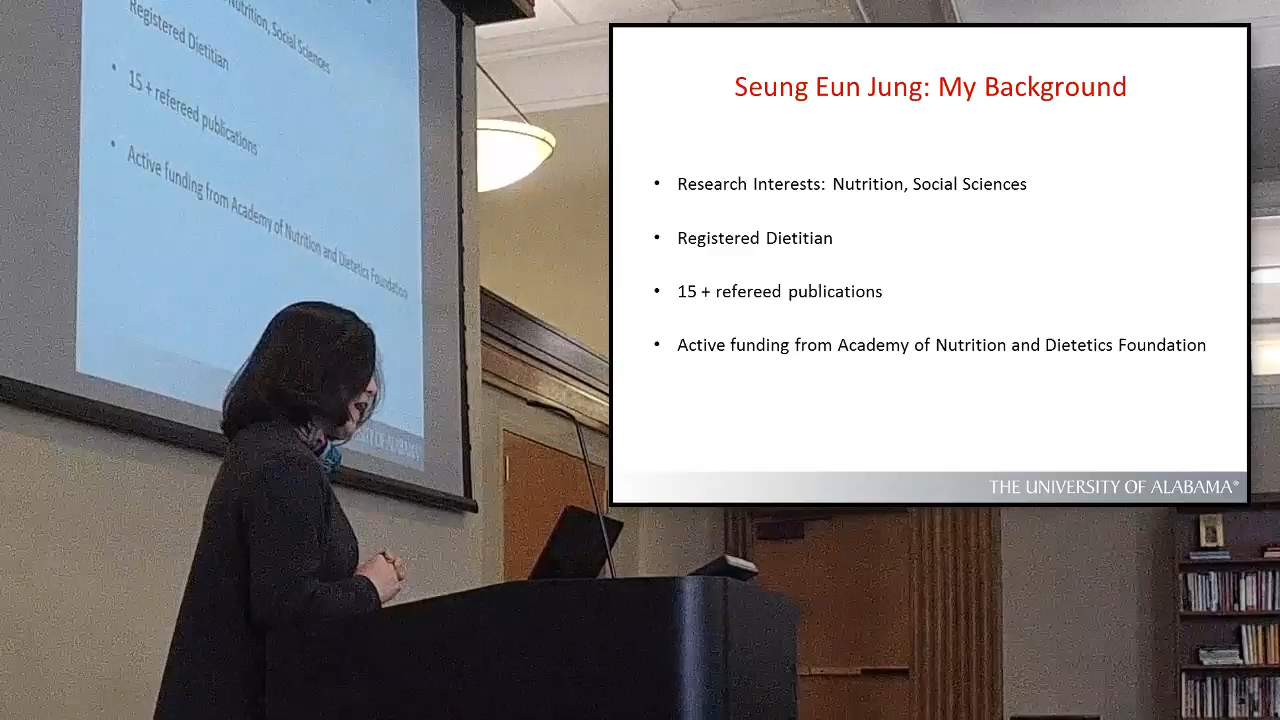 Nutrition, Social Sciences
Registered Dietitian
• 15 + refereed publications
• Active funding from Academy of Nutrition and Dietetics Foundation
OF ALABAMA
Seung Eun Jung: My Background
• Research Interests: Nutrition, Social Sciences
• Registered Dietitian
• 15 + refereed publications
• Active funding from Academy of Nutrition and Dietetics Foundation
THE UNIVERSITY OF ALABAMA®